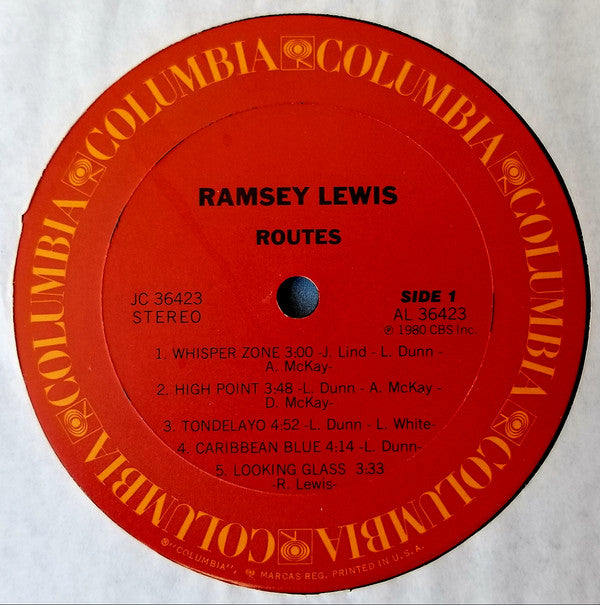 COLUMBIA COLUMBIA COLUMBIA COLUMBIA COLUMBIA COLUMBIA
RAMSEY LEWIS
ROUTES
JC 36423
STEREO
SIDE 1
AL 36423
℗ 1980 CBS Inc.
1. WHISPER ZONE 3:00 -J. Lind - L. Dunn -
A. McKay-
2. HIGH POINT 3:48 -L. Dunn - A. McKay -
D. McKay-
3. TONDELAYO 4:52 -L. Dunn - L. White-
4. CARIBBEAN BLUE 4:14 -L. Dunn-
5. LOOKING GLASS 3:33
-R. Lewis-
®"COLUMBIA", MARCAS REG. PRINTED IN U.S.A.